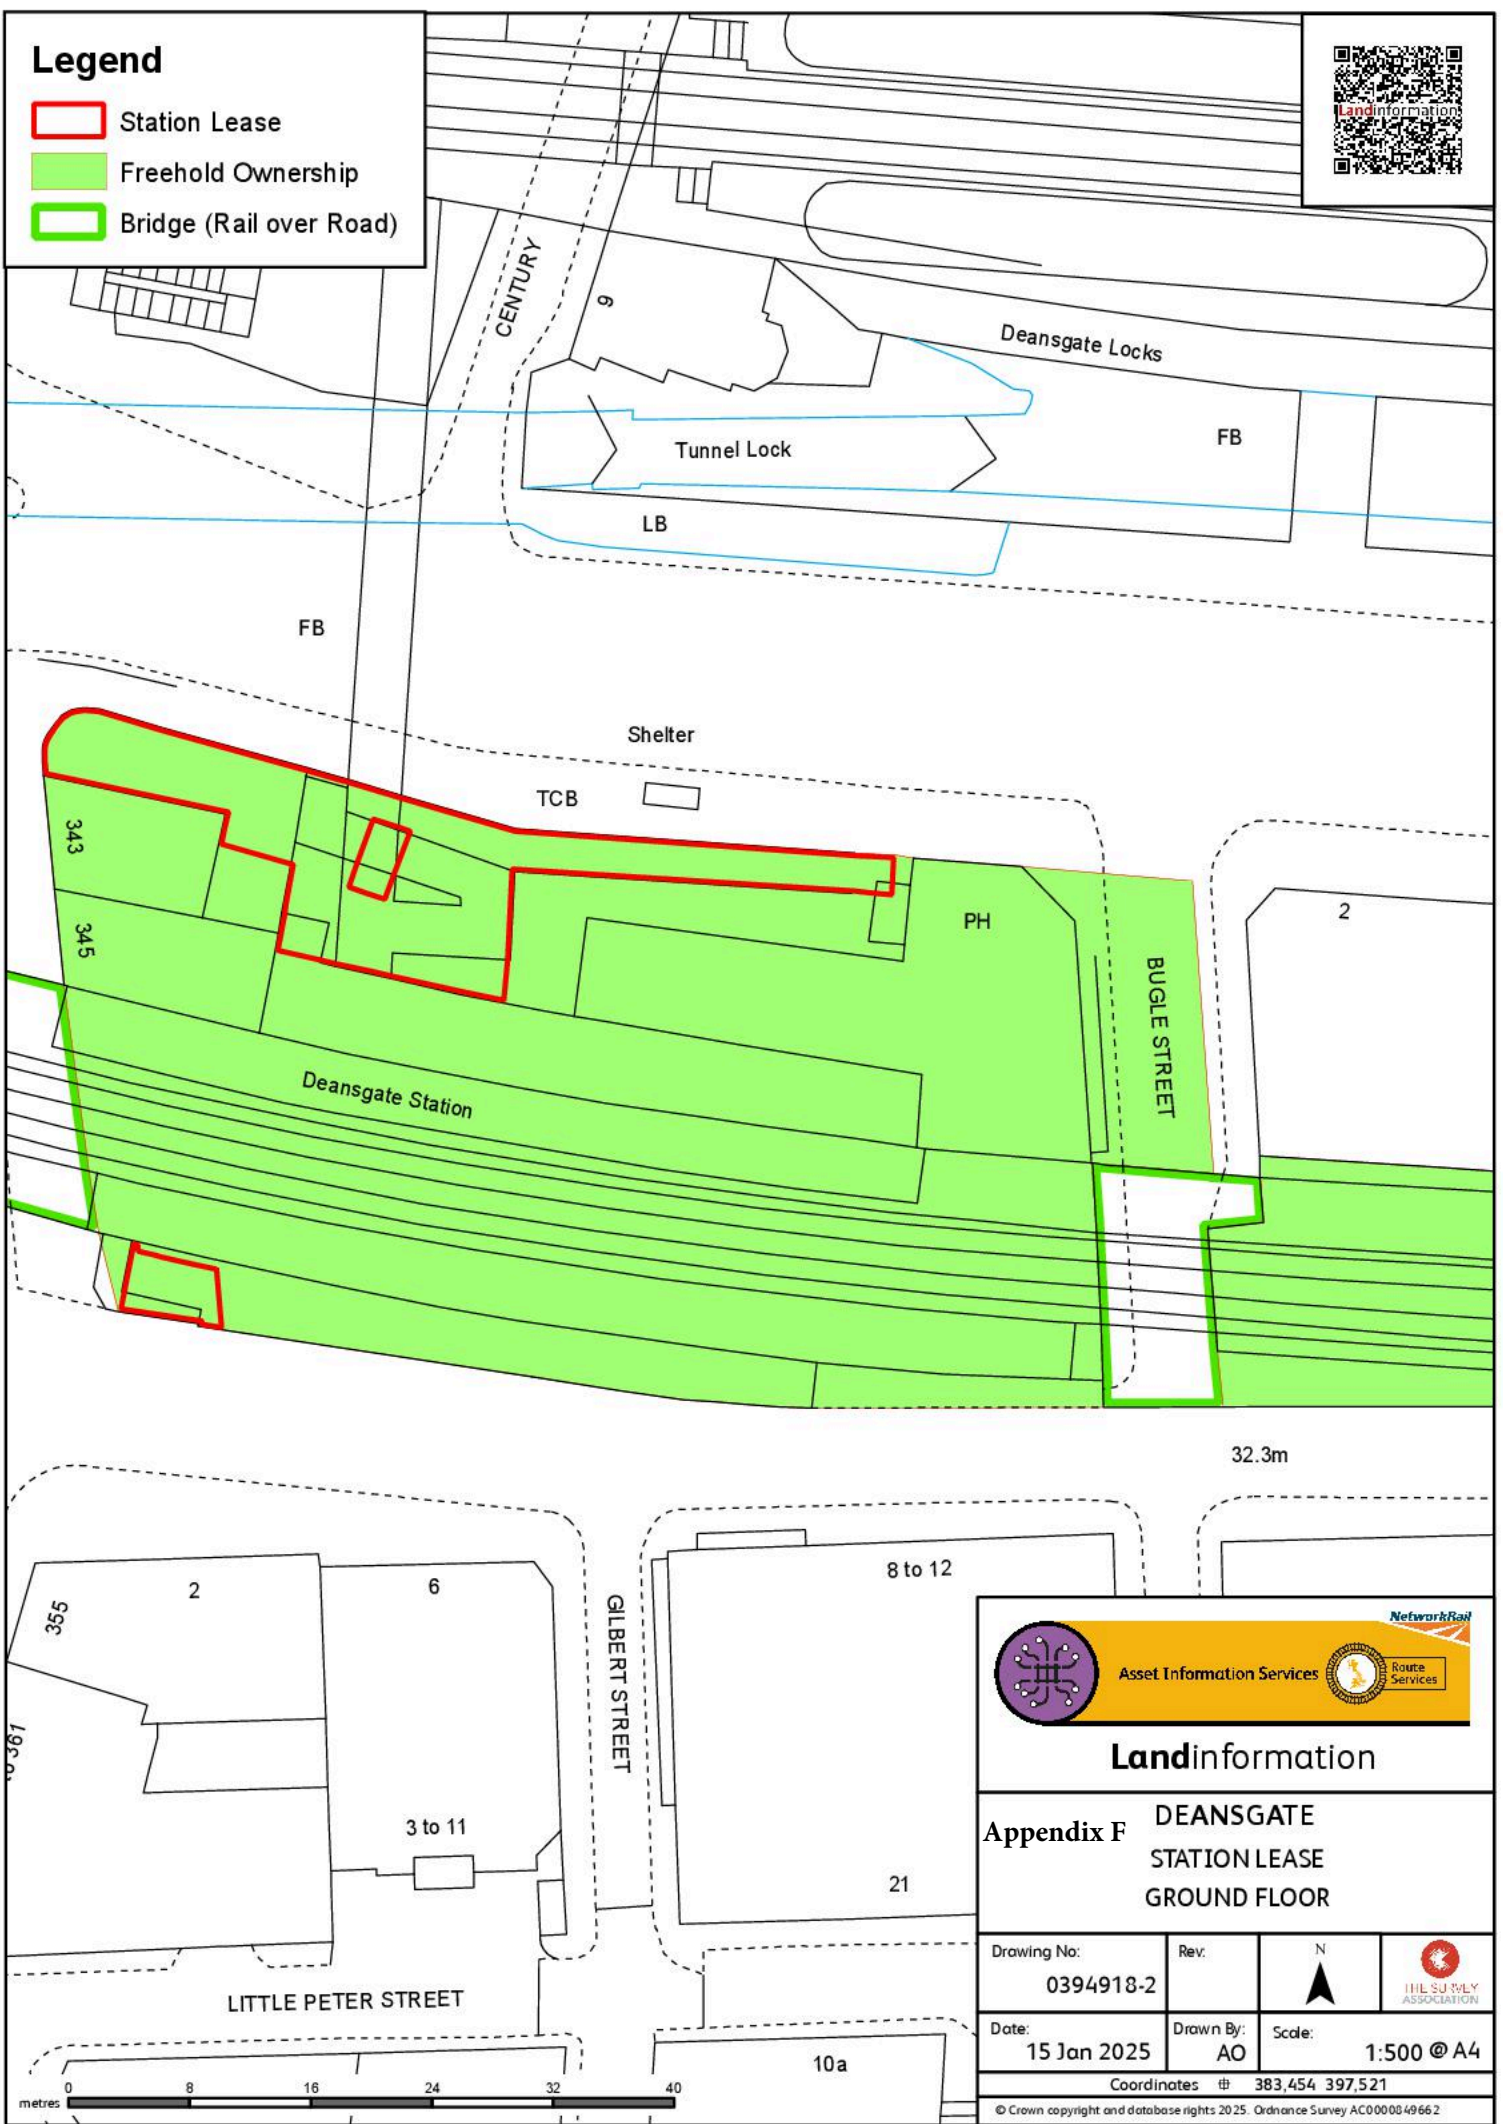 Legend
Station Lease
Freehold Ownership
Bridge (Rail over Road)
Landinformation
CENTURY
9
Deansgate Locks
Tunnel Lock
FB
LB
FB
Shelter
TCB
343
345
PH
2
BUGLE STREET
Deansgate Station
32.3m
355
2
6
GILBERT STREET
8 to 12
361
3 to 11
21
LITTLE PETER STREET
10a
metres 0 8 16 24 32 40
NetworkRail
Asset Information Services
Route
Services
Landinformation
Appendix F
DEANSGATE
STATION LEASE
GROUND FLOOR
Drawing No:
0394918-2
Rev:
N
THE SURVEY
ASSOCIATION
Date:
15 Jan 2025
Drawn By:
AO
Scale:
1:500 @ A4
Coordinates 383,454 397,521
© Crown copyright and database rights 2025. Ordnance Survey AC0000849662